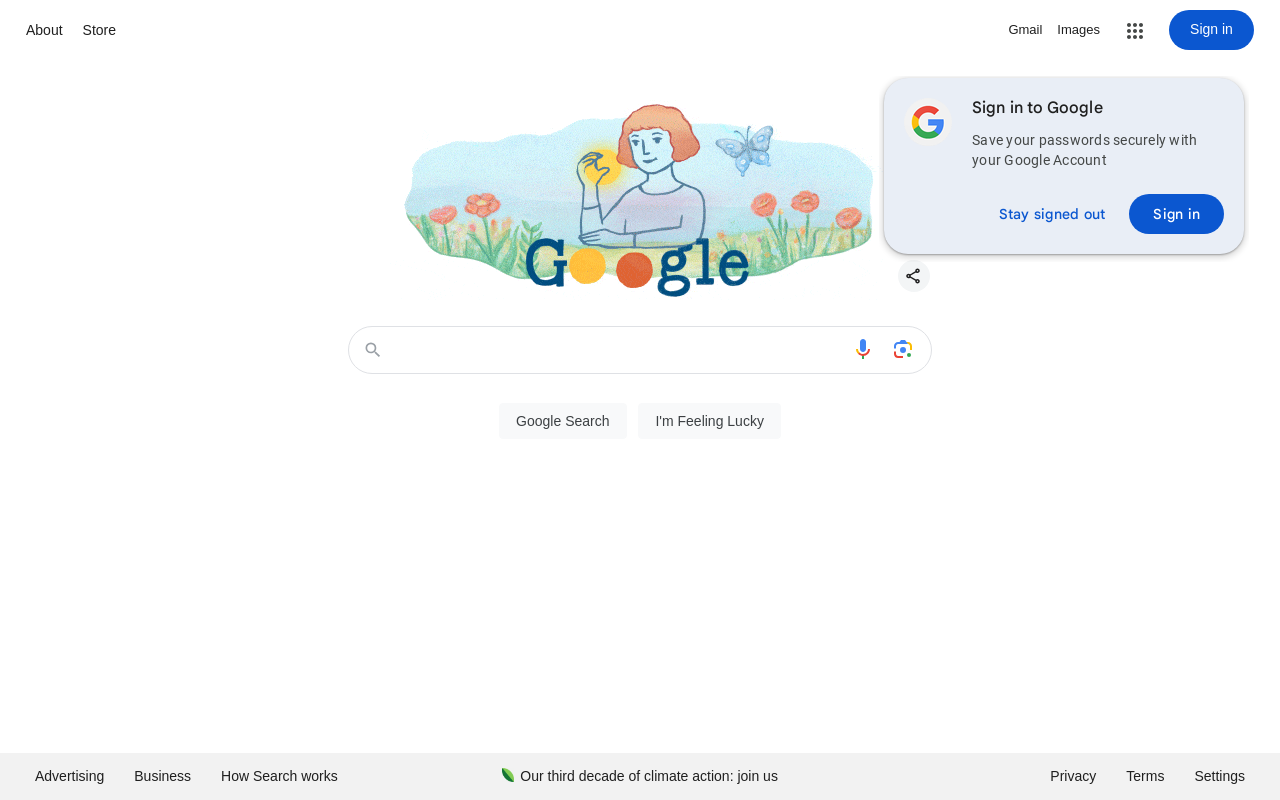 About
Store
Gmail
Images
Sign in
Sign in to Google
Save your passwords securely with
your Google Account
Stay signed out
Sign in
Google
Google Search
I'm Feeling Lucky
Advertising
Business
How Search works
Our third decade of climate action: join us
Privacy
Terms
Settings